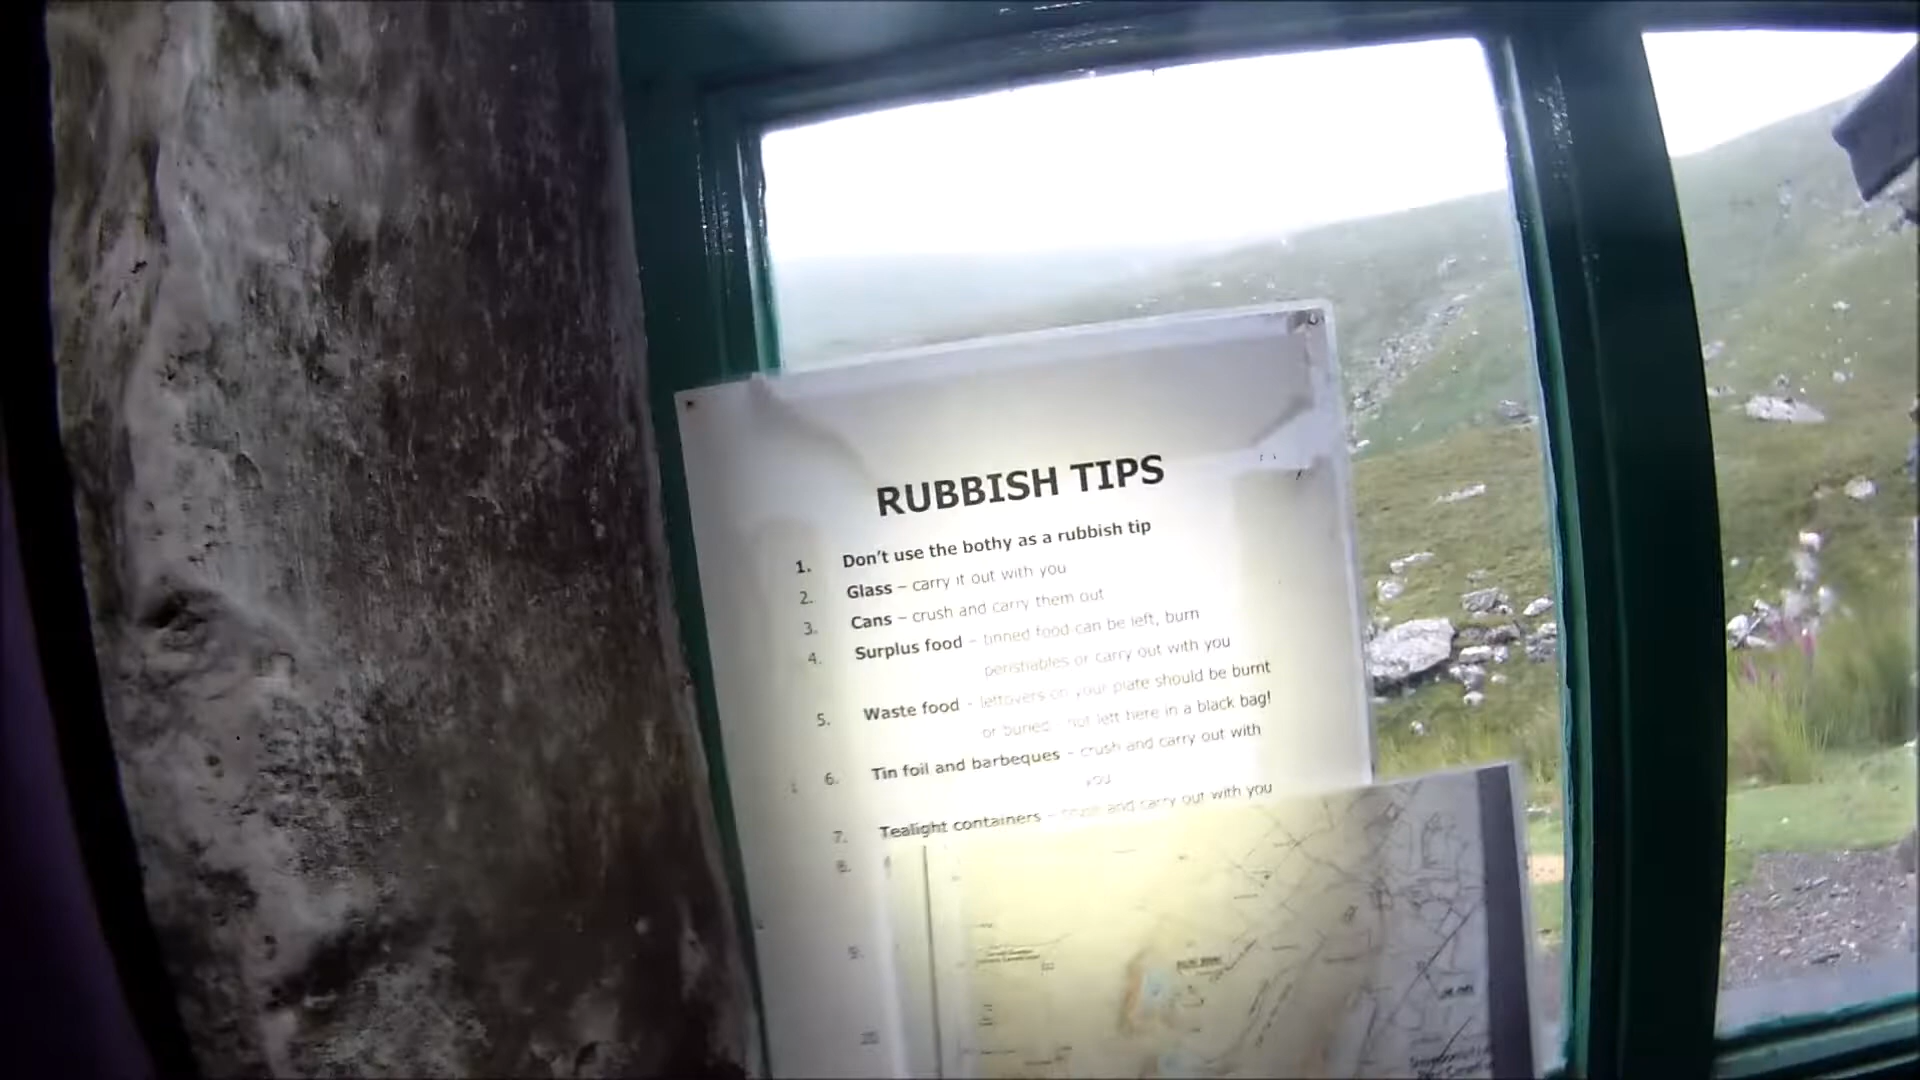 RUBBISH TIPS
1. Don't use the bothy as a rubbish tip
2. Glass – carry it out with you
3. Cans – crush and carry them out
4. Surplus food – tinned food can be left, burn
perishables or carry out with you
5. Waste food - leftovers on your plate should be burnt
or buried not left here in a black bag!
6. Tin foil and barbeques - crush and carry out with
you
7. Tealight containers - crush and carry out with you
8.
9.
10.